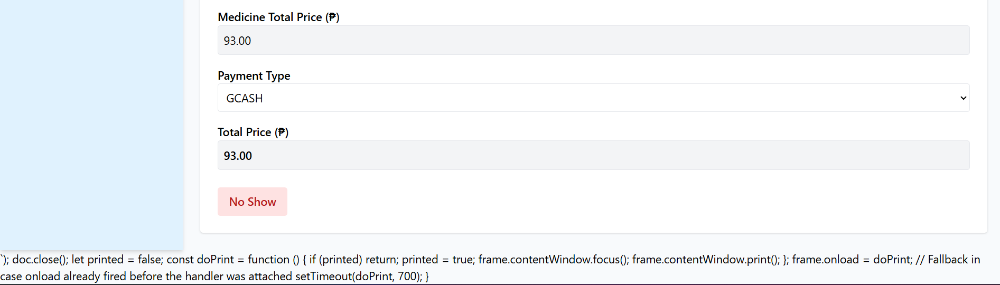 Medicine Total Price (₱)
93.00
Payment Type
GCASH
Total Price (₱)
93.00
No Show
`); doc.close(); let printed = false; const doPrint = function () { if (printed) return; printed = true; frame.contentWindow.focus(); frame.contentWindow.print(); }; frame.onload = doPrint; // Fallback in
case onload already fired before the handler was attached setTimeout(doPrint, 700); }